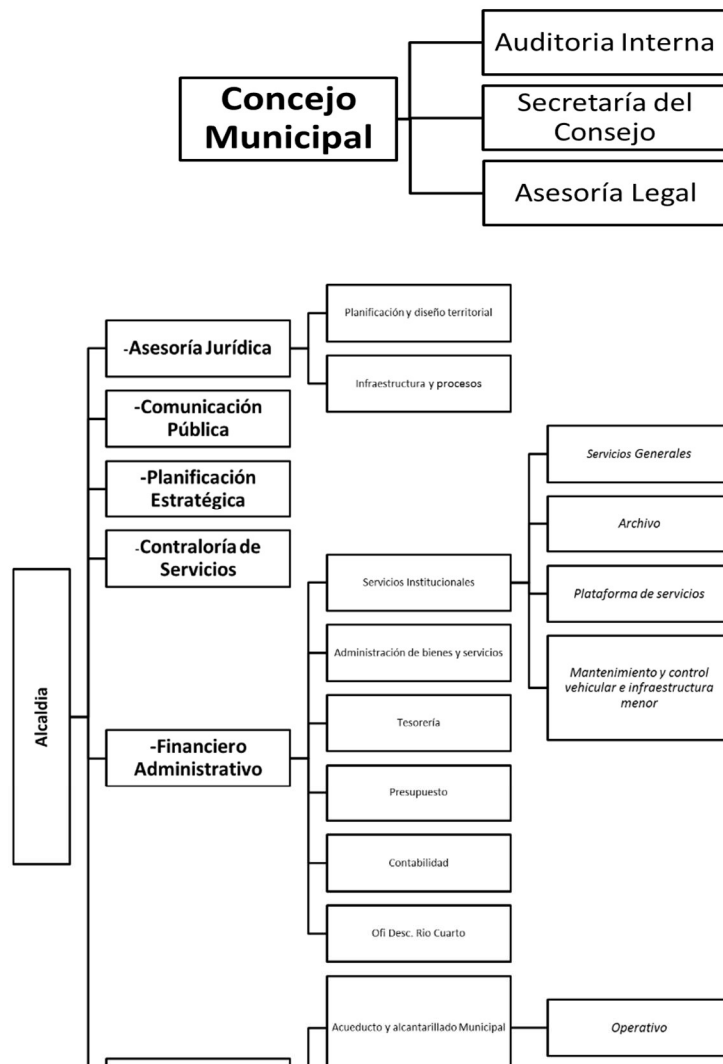 Auditoria Interna
Concejo
Municipal
Secretaría del
Consejo
Asesoría Legal
-Asesoría Jurídica
Planificación y diseño territorial
Infraestructura y procesos
-Comunicación
Pública
-Planificación
Estratégica
-Contraloría de
Servicios
Alcaldia
-Financiero
Administrativo
Servicios Institucionales
Servicios Generales
Archivo
Plataforma de servicios
Mantenimiento y control
vehicular e infraestructura
menor
Administración de bienes y servicios
Tesorería
Presupuesto
Contabilidad
Ofi Desc. Rio Cuarto
Acueducto y alcantarillado Municipal
Operativo